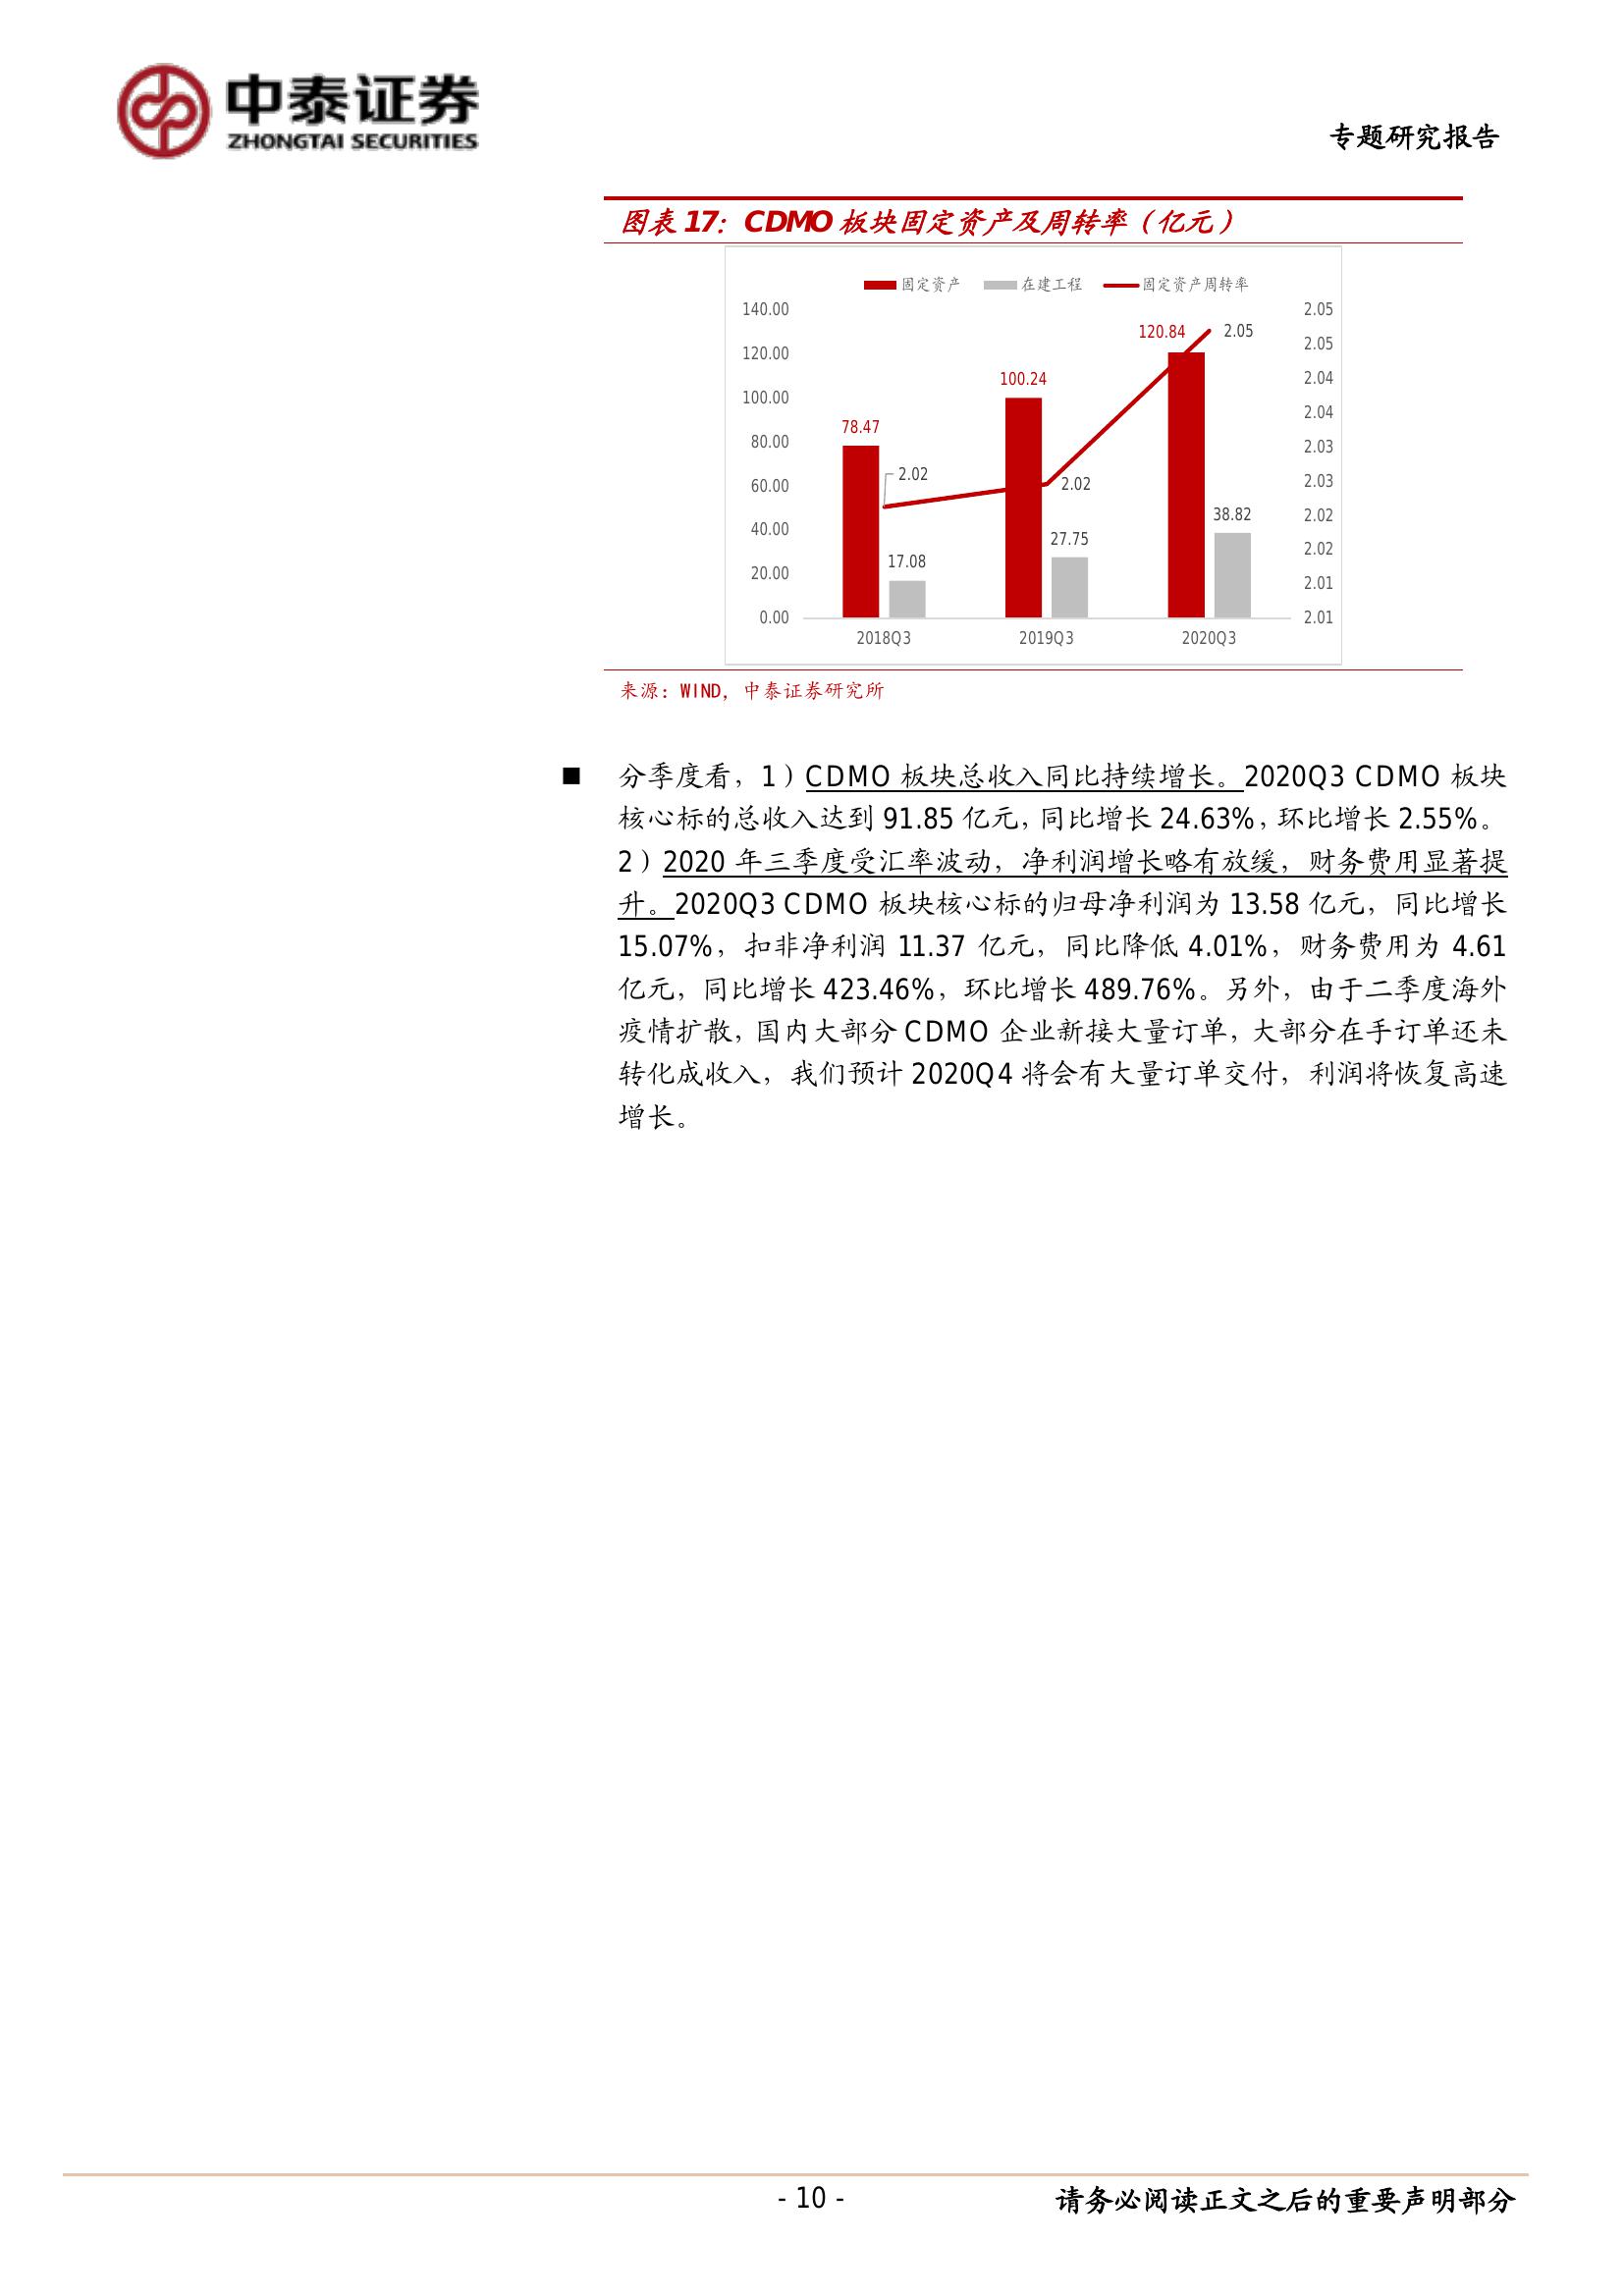 中泰证券
ZHONGTAI SECURITIES
专题研究报告
图表 17：CDMO 板块固定资产及周转率（亿元）
固定资产 在建工程 固定资产周转率
140.00
120.00
100.00
80.00
60.00
40.00
20.00
0.00
78.47
17.08
2.02
100.24
27.75
2.02
120.84
38.82
2.05
2.05
2.05
2.04
2.04
2.03
2.03
2.02
2.02
2.01
2.01
2018Q3 2019Q3 2020Q3
来源：WIND，中泰证券研究所
■ 分季度看，1）CDMO 板块总收入同比持续增长。2020Q3 CDMO 板块
核心标的总收入达到 91.85 亿元，同比增长 24.63%，环比增长 2.55%。
2）2020 年三季度受汇率波动，净利润增长略有放缓，财务费用显著提
升。2020Q3 CDMO 板块核心标的归母净利润为 13.58 亿元，同比增长
15.07%，扣非净利润 11.37 亿元，同比降低 4.01%，财务费用为 4.61
亿元，同比增长 423.46%，环比增长 489.76%。另外，由于二季度海外
疫情扩散，国内大部分 CDMO 企业新接大量订单，大部分在手订单还未
转化成收入，我们预计 2020Q4 将会有大量订单交付，利润将恢复高速
增长。
- 10 -
请务必阅读正文之后的重要声明部分